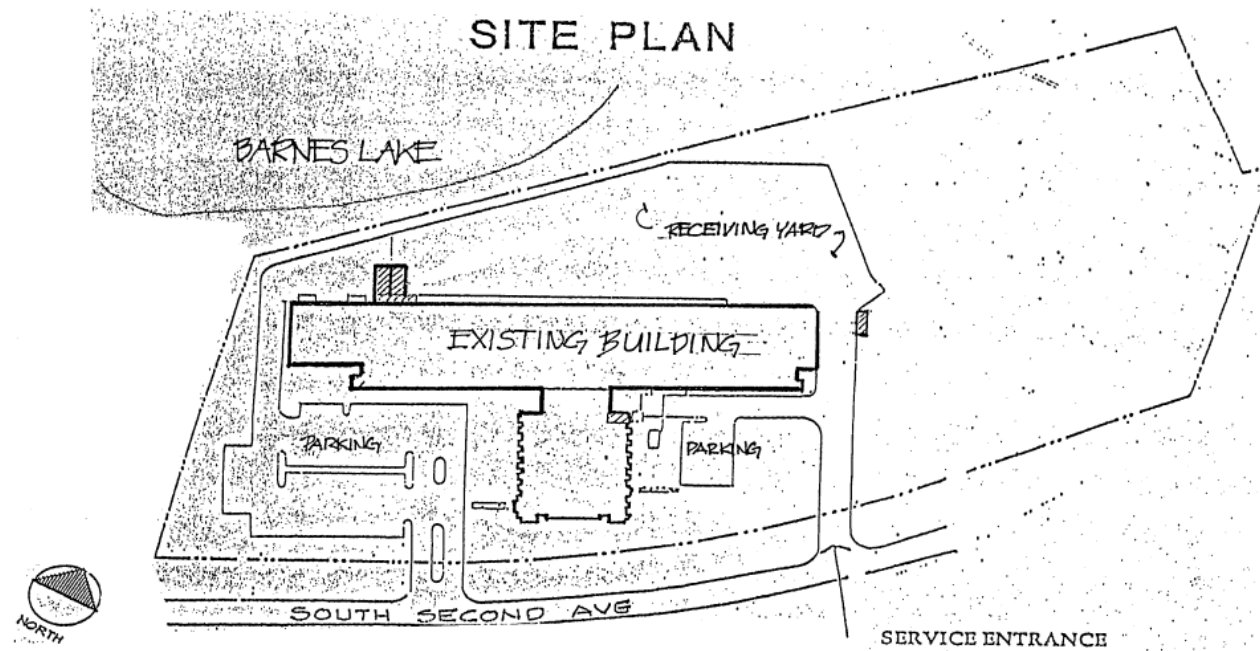 SITE PLAN
BARNES LAKE
RECEIVING YARD
EXISTING BUILDING
PARKING
PARKING
NORTH
SOUTH SECOND AVE
SERVICE ENTRANCE